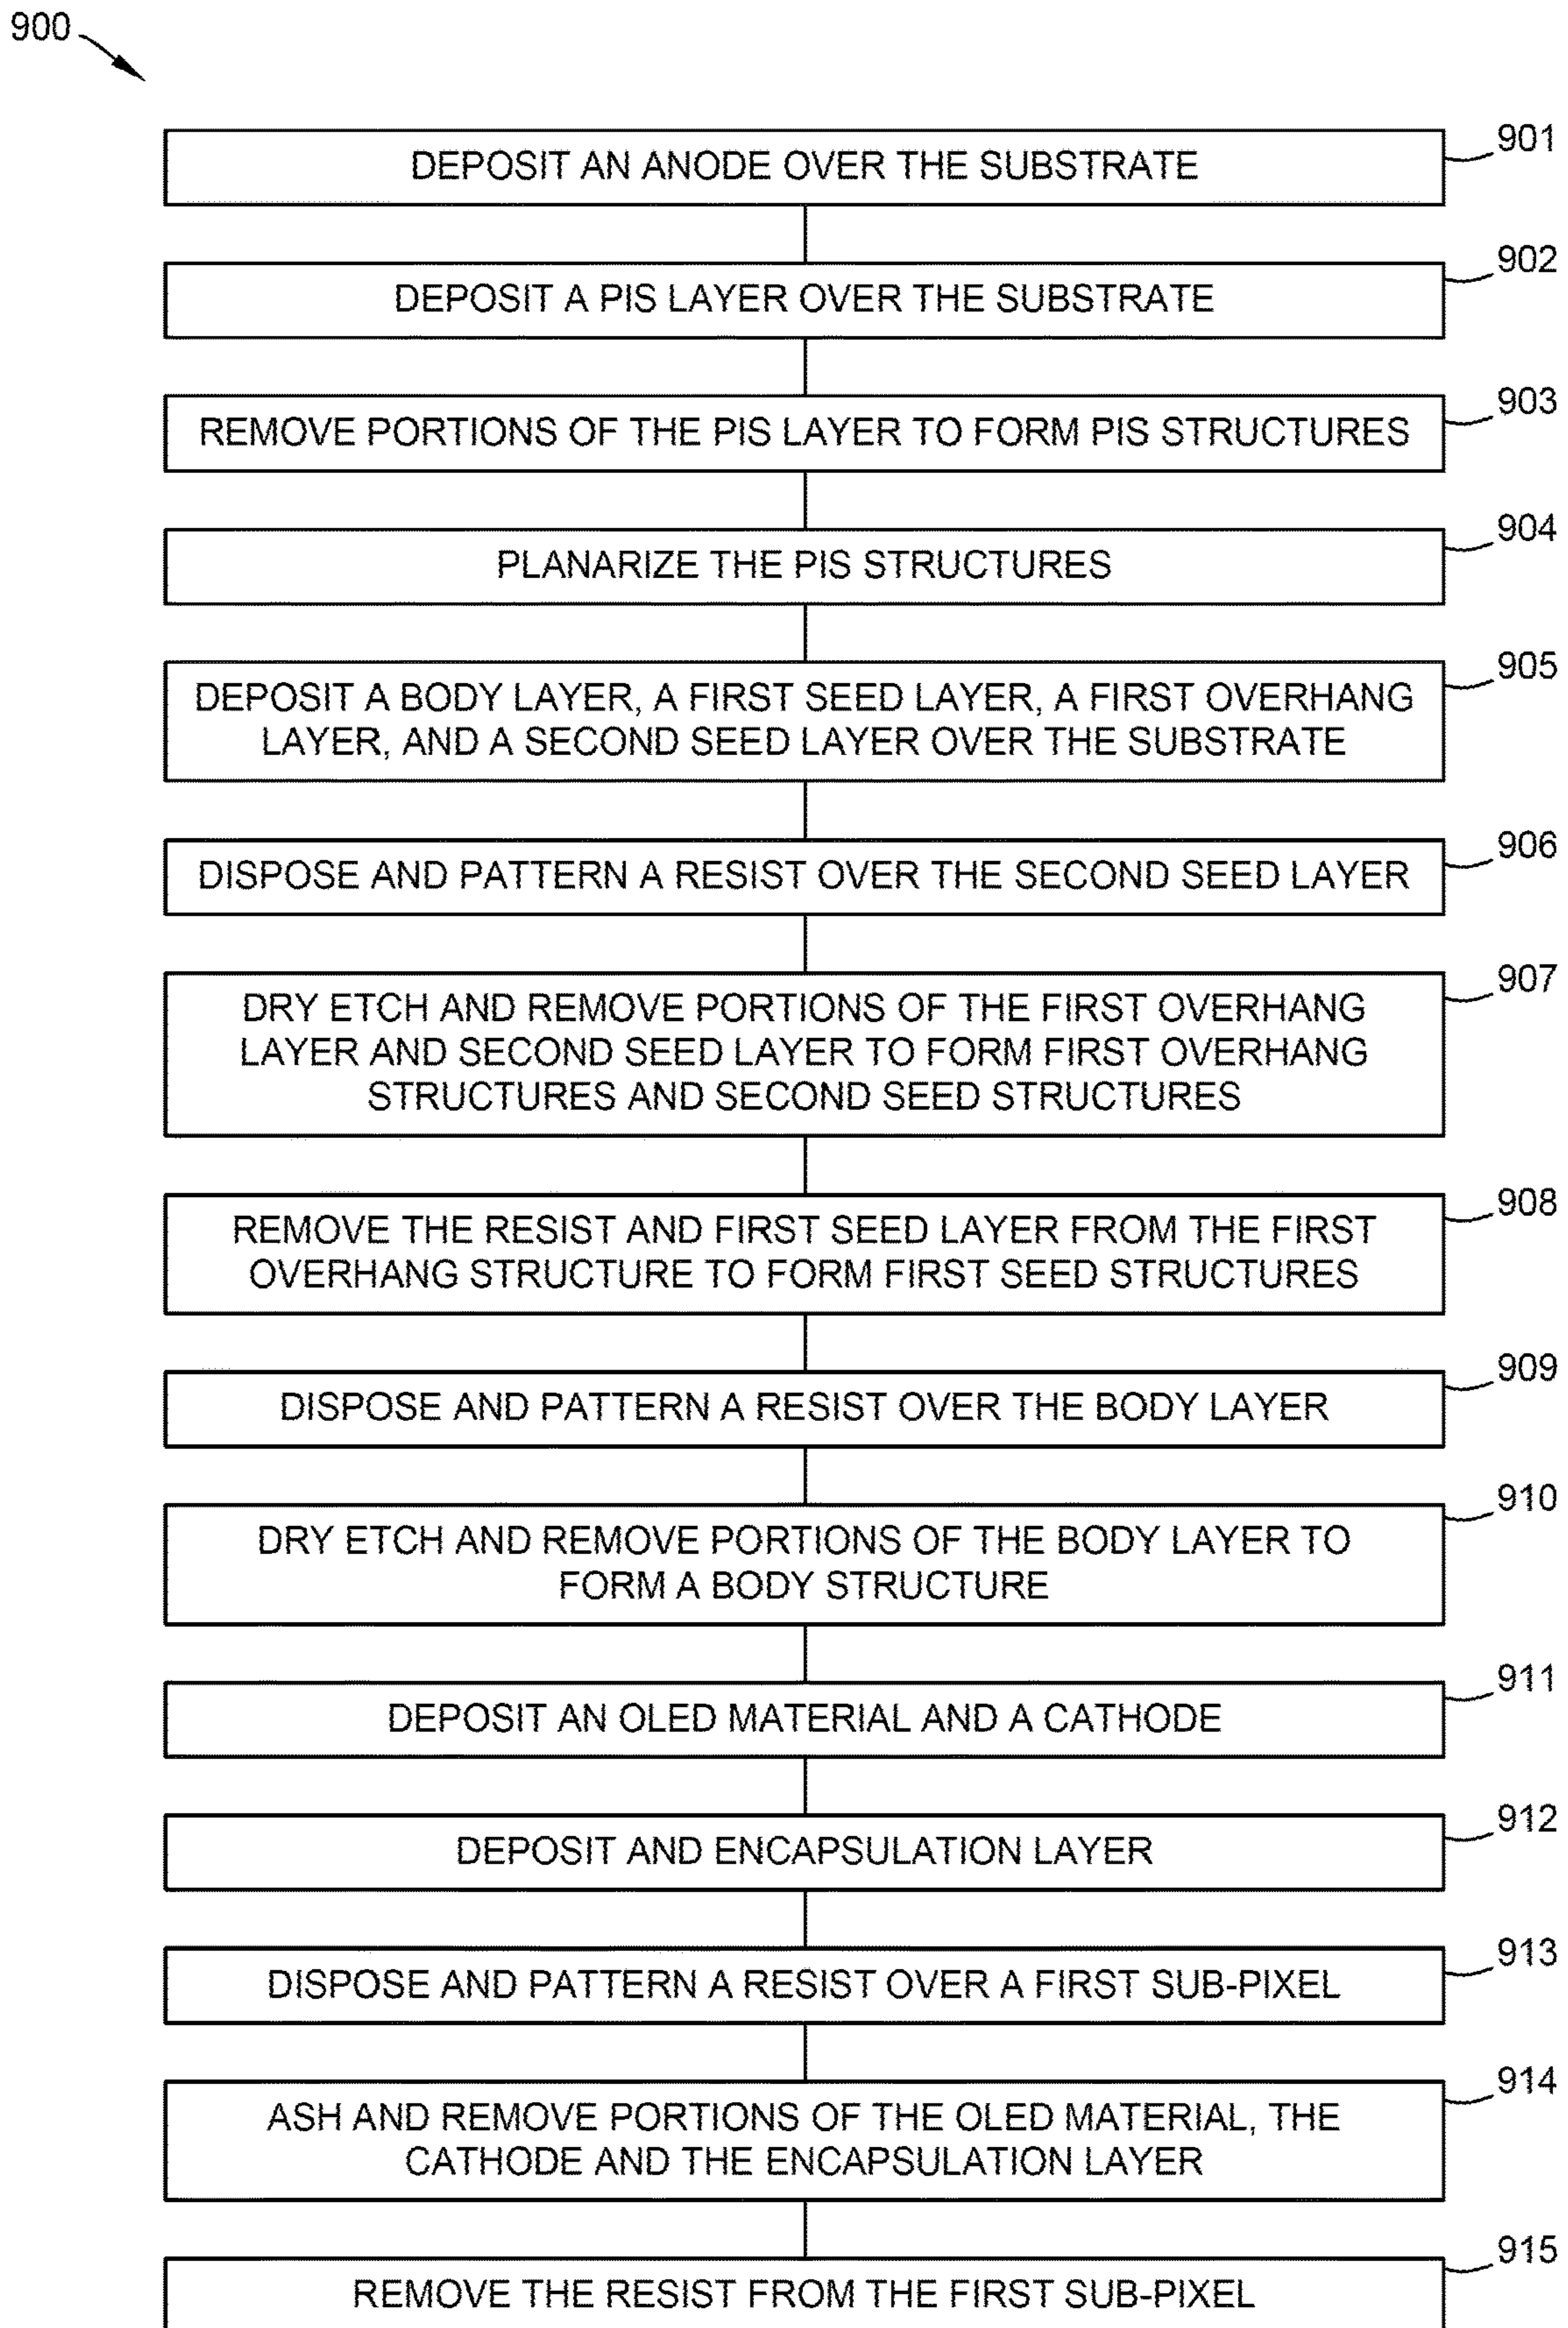 900
901
DEPOSIT AN ANODE OVER THE SUBSTRATE
902
DEPOSIT A PIS LAYER OVER THE SUBSTRATE
903
REMOVE PORTIONS OF THE PIS LAYER TO FORM PIS STRUCTURES
904
PLANARIZE THE PIS STRUCTURES
905
DEPOSIT A BODY LAYER, A FIRST SEED LAYER, A FIRST OVERHANG
LAYER, AND A SECOND SEED LAYER OVER THE SUBSTRATE
906
DISPOSE AND PATTERN A RESIST OVER THE SECOND SEED LAYER
907
DRY ETCH AND REMOVE PORTIONS OF THE FIRST OVERHANG
LAYER AND SECOND SEED LAYER TO FORM FIRST OVERHANG
STRUCTURES AND SECOND SEED STRUCTURES
908
REMOVE THE RESIST AND FIRST SEED LAYER FROM THE FIRST
OVERHANG STRUCTURE TO FORM FIRST SEED STRUCTURES
909
DISPOSE AND PATTERN A RESIST OVER THE BODY LAYER
910
DRY ETCH AND REMOVE PORTIONS OF THE BODY LAYER TO
FORM A BODY STRUCTURE
911
DEPOSIT AN OLED MATERIAL AND A CATHODE
912
DEPOSIT AND ENCAPSULATION LAYER
913
DISPOSE AND PATTERN A RESIST OVER A FIRST SUB-PIXEL
914
ASH AND REMOVE PORTIONS OF THE OLED MATERIAL, THE
CATHODE AND THE ENCAPSULATION LAYER
915
REMOVE THE RESIST FROM THE FIRST SUB-PIXEL